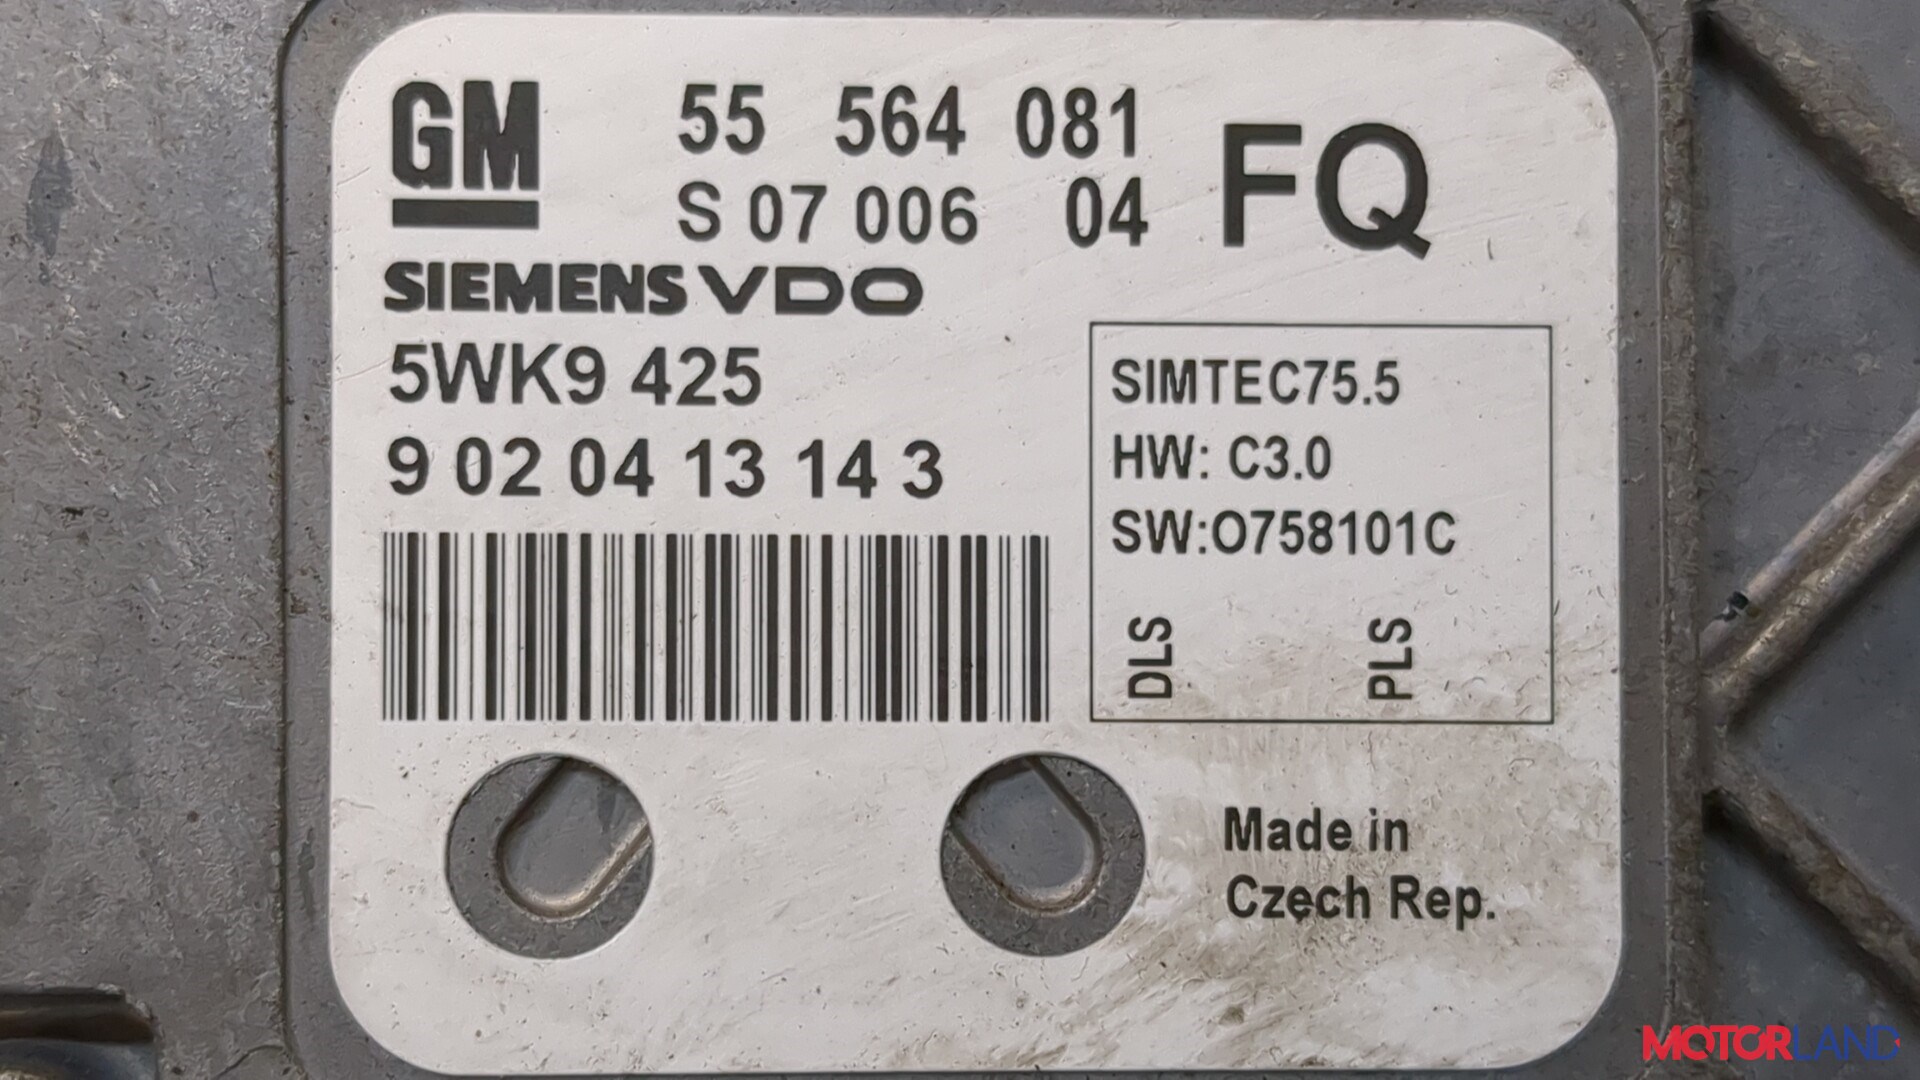 GM 55 564 081 FQ
S 07 006 04
SIEMENS VDO
5WK9 425
9 02 04 13 14 3
SIMTEC75.5
HW: C3.0
SW:O758101C
DLS PLS
Made in
Czech Rep.
MOTORLAND